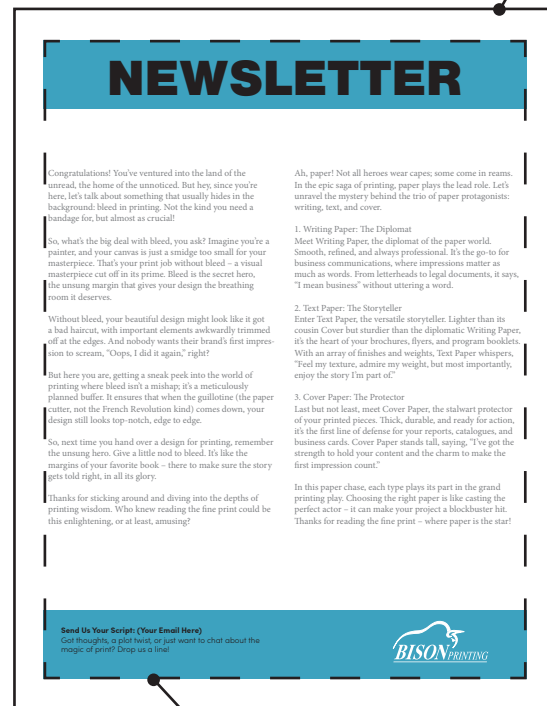 NEWSLETTER
Congratulations! You've ventured into the land of the
unread, the home of the unnoticed. But hey, since you're
here, let's talk about something that usually hides in the
background: bleed in printing. Not the kind you need a
bandage for, but almost as crucial!
So, what's the big deal with bleed, you ask? Imagine you're a
painter, and your canvas is just a smidge too small for your
masterpiece. That's your print job without bleed – a visual
masterpiece cut off in its prime. Bleed is the secret hero,
the unsung margin that gives your design the breathing
room it deserves.
Without bleed, your beautiful design might look like it got
a bad haircut, with important elements awkwardly trimmed
off at the edges. And nobody wants their brand's first impres-
sion to scream, "Oops, I did it again," right?
But here you are, getting a sneak peek into the world of
printing where bleed isn't a mishap; it's a meticulously
planned buffer. It ensures that when the guillotine (the paper
cutter, not the French Revolution kind) comes down, your
design still looks top-notch, edge to edge.
So, next time you hand over a design for printing, remember
the unsung hero. Give a little nod to bleed. It's like the
margins of your favorite book – there to make sure the story
gets told right, in all its glory.
Thanks for sticking around and diving into the depths of
printing wisdom. Who knew reading the fine print could be
this enlightening, or at least, amusing?
Ah, paper! Not all heroes wear capes; some come in reams.
In the epic saga of printing, paper plays the lead role. Let's
unravel the mystery behind the trio of paper protagonists:
writing, text, and cover.
1. Writing Paper: The Diplomat
Meet Writing Paper, the diplomat of the paper world.
Smooth, refined, and always professional. It's the go-to for
business communications, where impressions matter as
much as words. From letterheads to legal documents, it says,
"I mean business" without uttering a word.
2. Text Paper: The Storyteller
Enter Text Paper, the versatile storyteller. Lighter than its
cousin Cover but sturdier than the diplomatic Writing Paper,
it's the heart of your brochures, flyers, and program booklets.
With an array of finishes and weights, Text Paper whispers,
"Feel my texture, admire my weight, but most importantly,
enjoy the story I'm part of."
3. Cover Paper: The Protector
Last but not least, meet Cover Paper, the stalwart protector
of your printed pieces. Thick, durable, and ready for action,
it's the first line of defense for your reports, catalogues, and
business cards. Cover Paper stands tall, saying, "I've got the
strength to hold your content and the charm to make the
first impression count."
In this paper chase, each type plays its part in the grand
printing play. Choosing the right paper is like casting the
perfect actor – it can make your project a blockbuster hit.
Thanks for reading the fine print – where paper is the star!
Send Us Your Script: (Your Email Here)
Got thoughts, a plot twist, or just want to chat about the
magic of print? Drop us a line!
BISON PRINTING